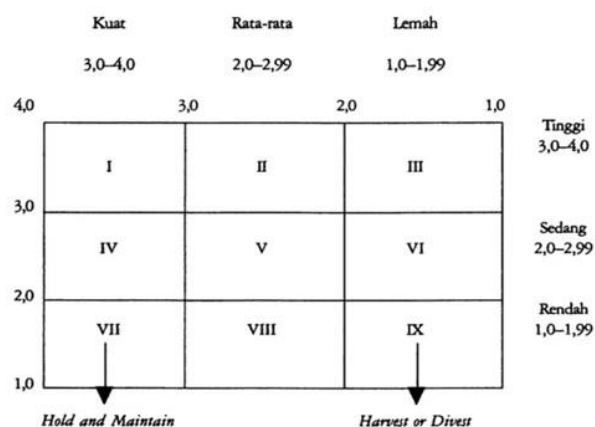 Kuat Rata-rata Lemah
3,0–4,0 2,0–2,99 1,0–1,99
4,0 3,0 2,0 1,0
Tinggi
3,0–4,0
I II III
3,0
Sedang
2,0–2,99
IV V VI
2,0
Rendah
1,0–1,99
VII VIII IX
1,0
Hold and Maintain Harvest or Divest